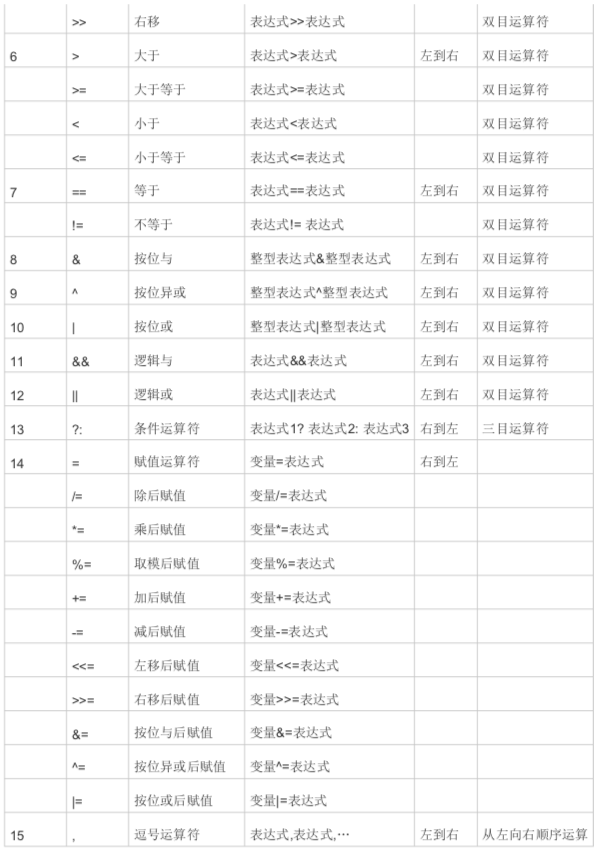 >> 右移 表达式>>表达式 双目运算符
6 > 大于 表达式>表达式 左到右 双目运算符
>= 大于等于 表达式>=表达式 双目运算符
< 小于 表达式<表达式 双目运算符
<= 小于等于 表达式<=表达式 双目运算符
7 == 等于 表达式==表达式 左到右 双目运算符
!= 不等于 表达式!= 表达式 双目运算符
8 & 按位与 整型表达式&整型表达式 左到右 双目运算符
9 ^ 按位异或 整型表达式^整型表达式 左到右 双目运算符
10 | 按位或 整型表达式|整型表达式 左到右 双目运算符
11 && 逻辑与 表达式&&表达式 左到右 双目运算符
12 || 逻辑或 表达式||表达式 左到右 双目运算符
13 ?: 条件运算符 表达式1? 表达式2: 表达式3 右到左 三目运算符
14 = 赋值运算符 变量=表达式 右到左
/= 除后赋值 变量/=表达式
*= 乘后赋值 变量*=表达式
%= 取模后赋值 变量%=表达式
+= 加后赋值 变量+=表达式
-= 减后赋值 变量-=表达式
<<= 左移后赋值 变量<<=表达式
>>= 右移后赋值 变量>>=表达式
&= 按位与后赋值 变量&=表达式
^= 按位异或后赋值 变量^=表达式
|= 按位或后赋值 变量|=表达式
15 , 逗号运算符 表达式,表达式,… 左到右 从左向右顺序运算